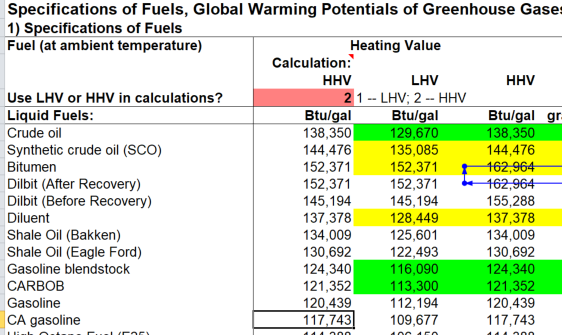 Specifications of Fuels, Global Warming Potentials of Greenhouse Gase
1) Specifications of Fuels
Fuel (at ambient temperature) Heating Value
Calculation:
HHV LHV HHV
Use LHV or HHV in calculations? 2 1 -- LHV; 2 -- HHV
Liquid Fuels: Btu/gal Btu/gal Btu/gal gr
Crude oil 138,350 129,670 138,350
Synthetic crude oil (SCO) 144,476 135,085 144,476
Bitumen 152,371 152,371 162,964
Dilbit (After Recovery) 152,371 152,371 162,964
Dilbit (Before Recovery) 145,194 145,194 155,288
Diluent 137,378 128,449 137,378
Shale Oil (Bakken) 134,009 125,601 134,009
Shale Oil (Eagle Ford) 130,692 122,493 130,692
Gasoline blendstock 124,340 116,090 124,340
CARBOB 121,352 113,300 121,352
Gasoline 120,439 112,194 120,439
CA gasoline 117,743 109,677 117,743